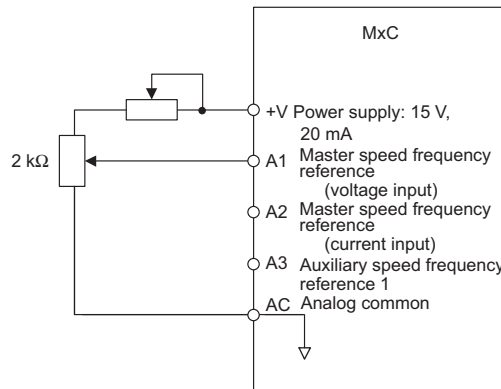 MxC
+V Power supply: 15 V,
20 mA
2 kΩ
A1 Master speed frequency
reference
(voltage input)
A2 Master speed frequency
reference
(current input)
A3 Auxiliary speed frequency
reference 1
AC Analog common